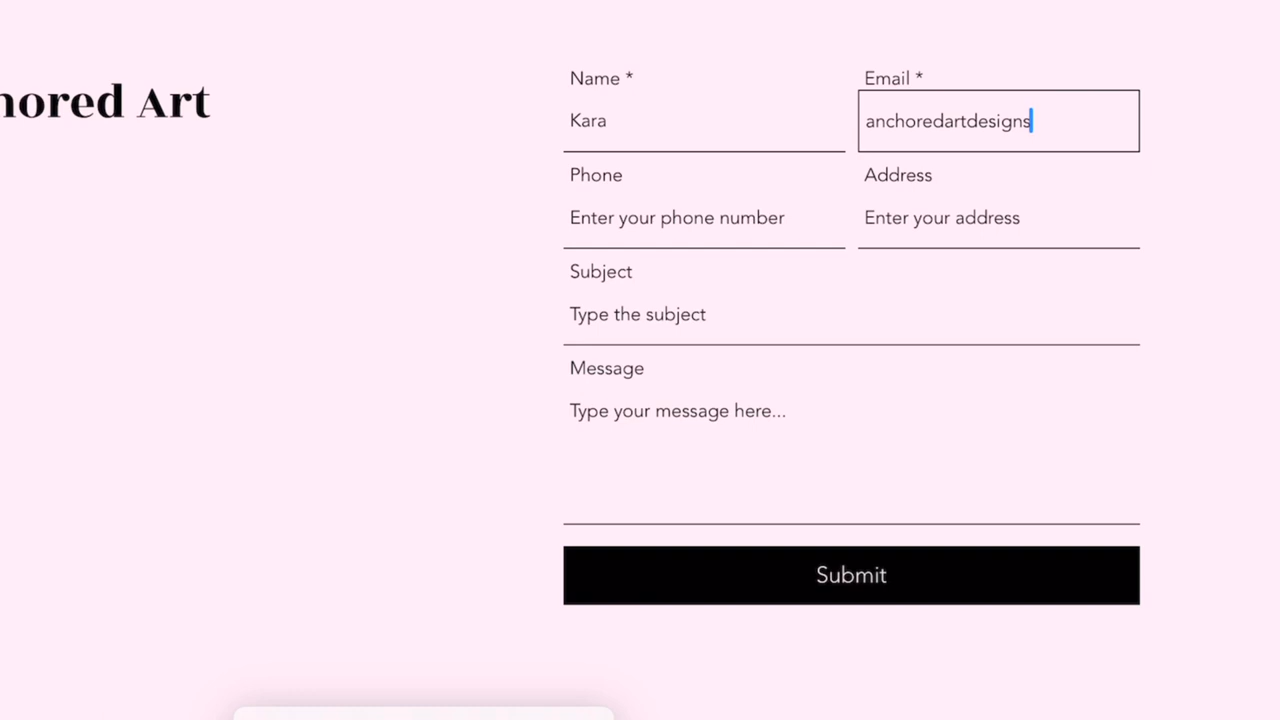 hored Art
Name * Email *
Kara anchoredartdesigns
Phone Address
Enter your phone number Enter your address
Subject
Type the subject
Message
Type your message here...
Submit